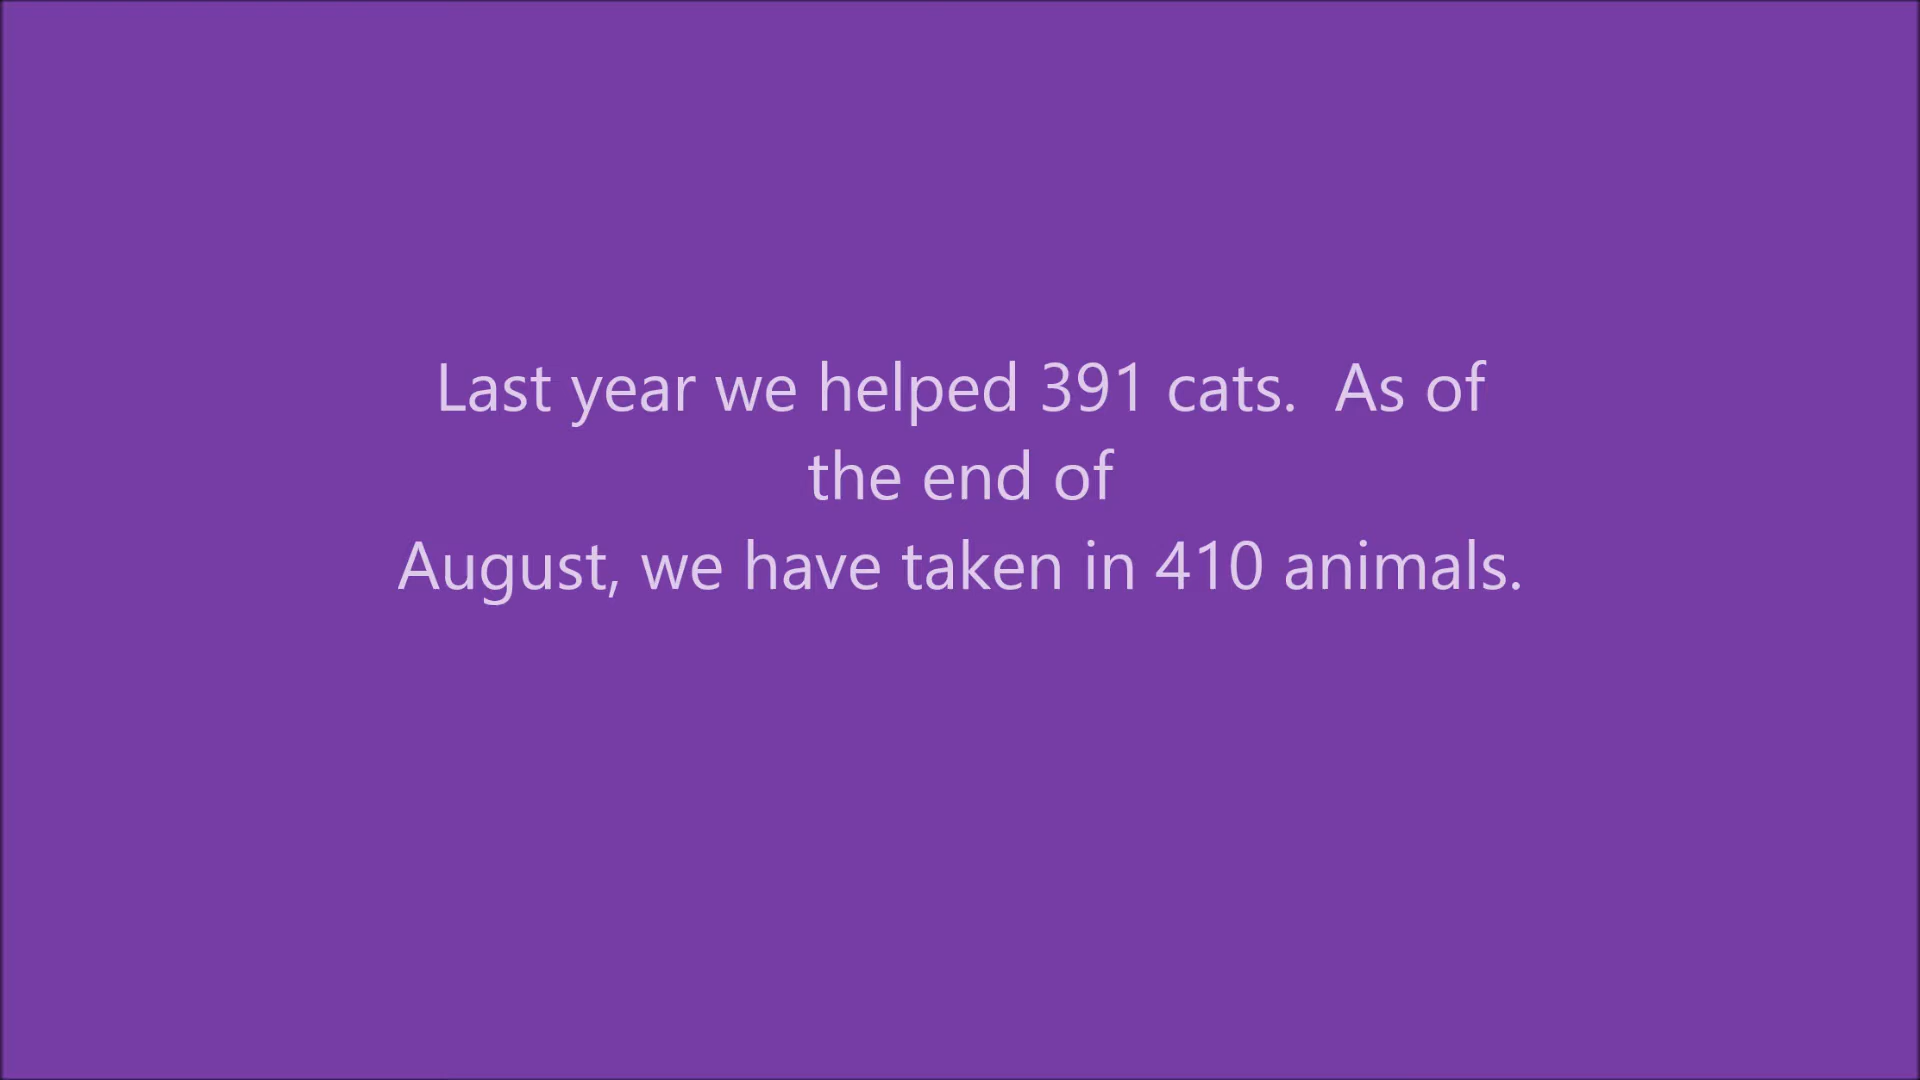 Last year we helped 391 cats.  As of
the end of
August, we have taken in 410 animals.